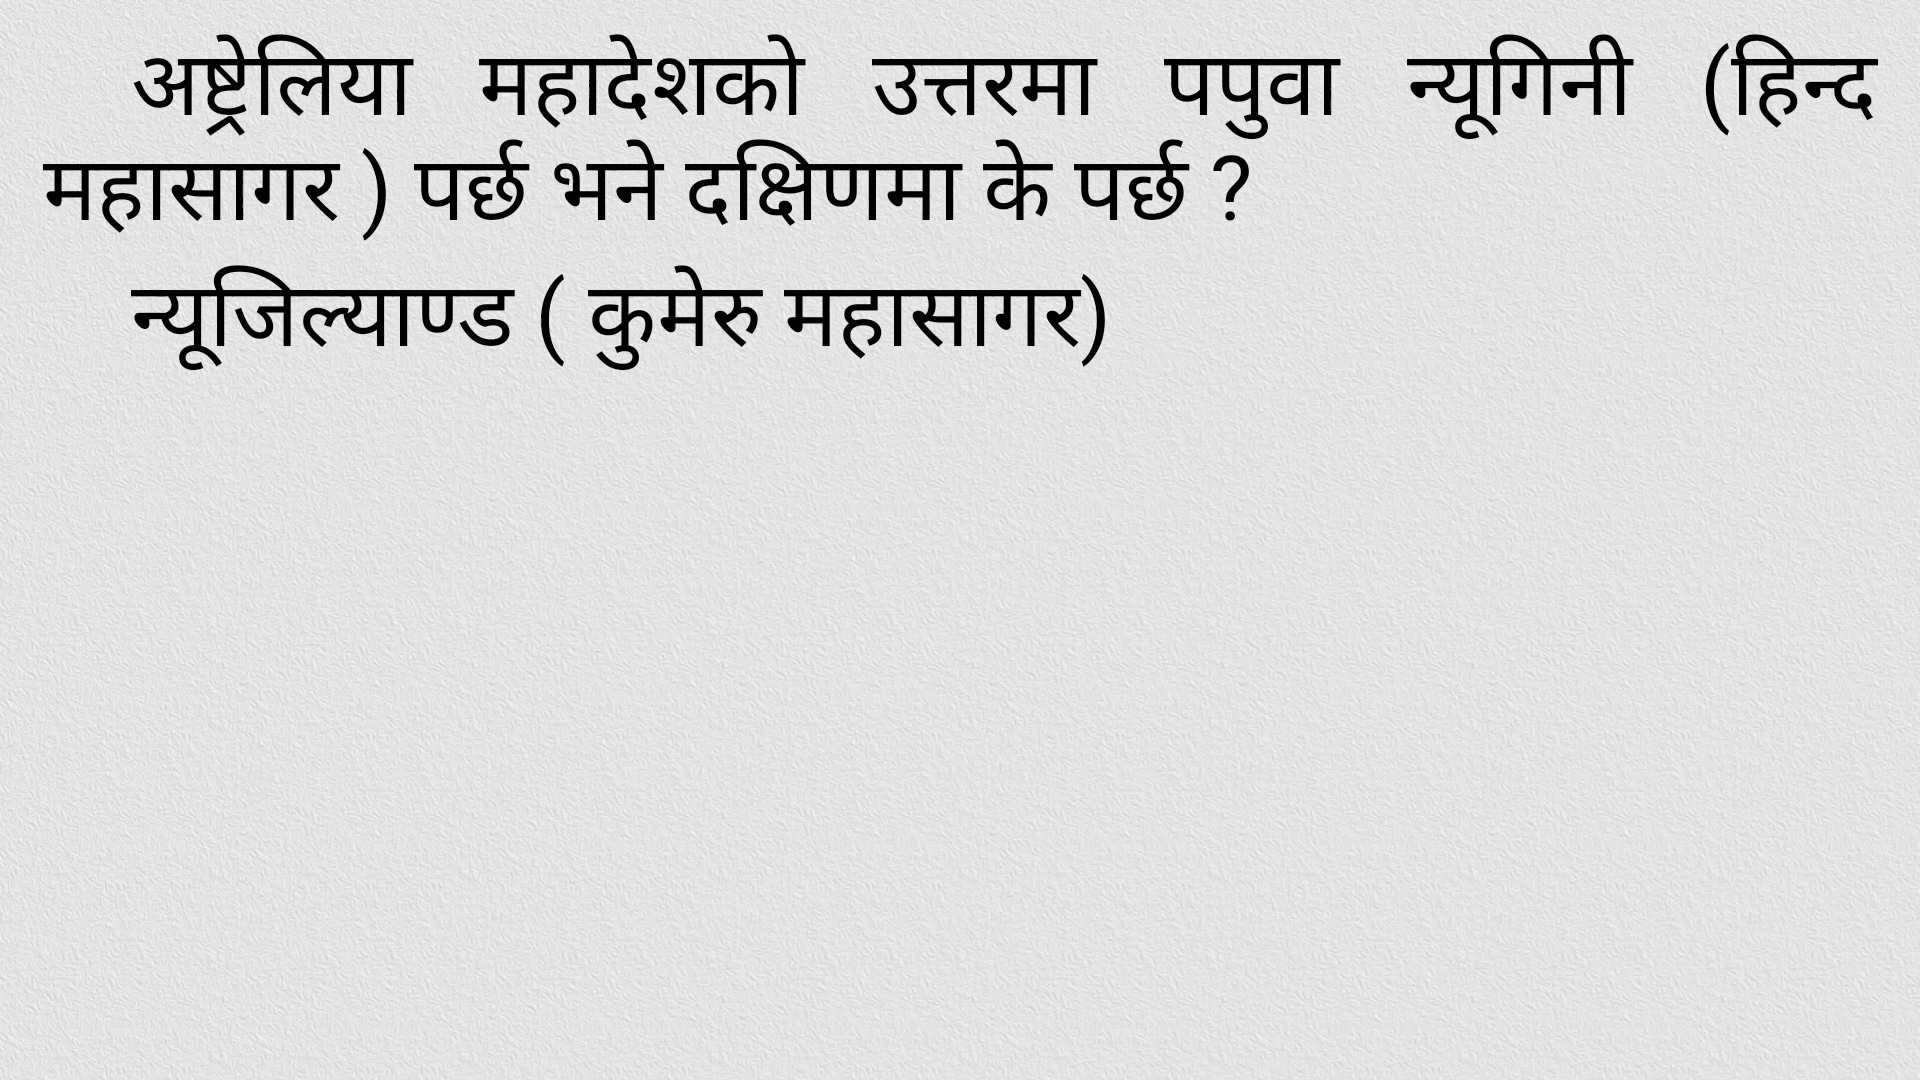 अष्ट्रेलिया महादेशको उत्तरमा पपुवा न्यूगिनी (हिन्द
महासागर ) पर्छ भने दक्षिणमा के पर्छ ?
न्यूजिल्याण्ड ( कुमेरु महासागर)